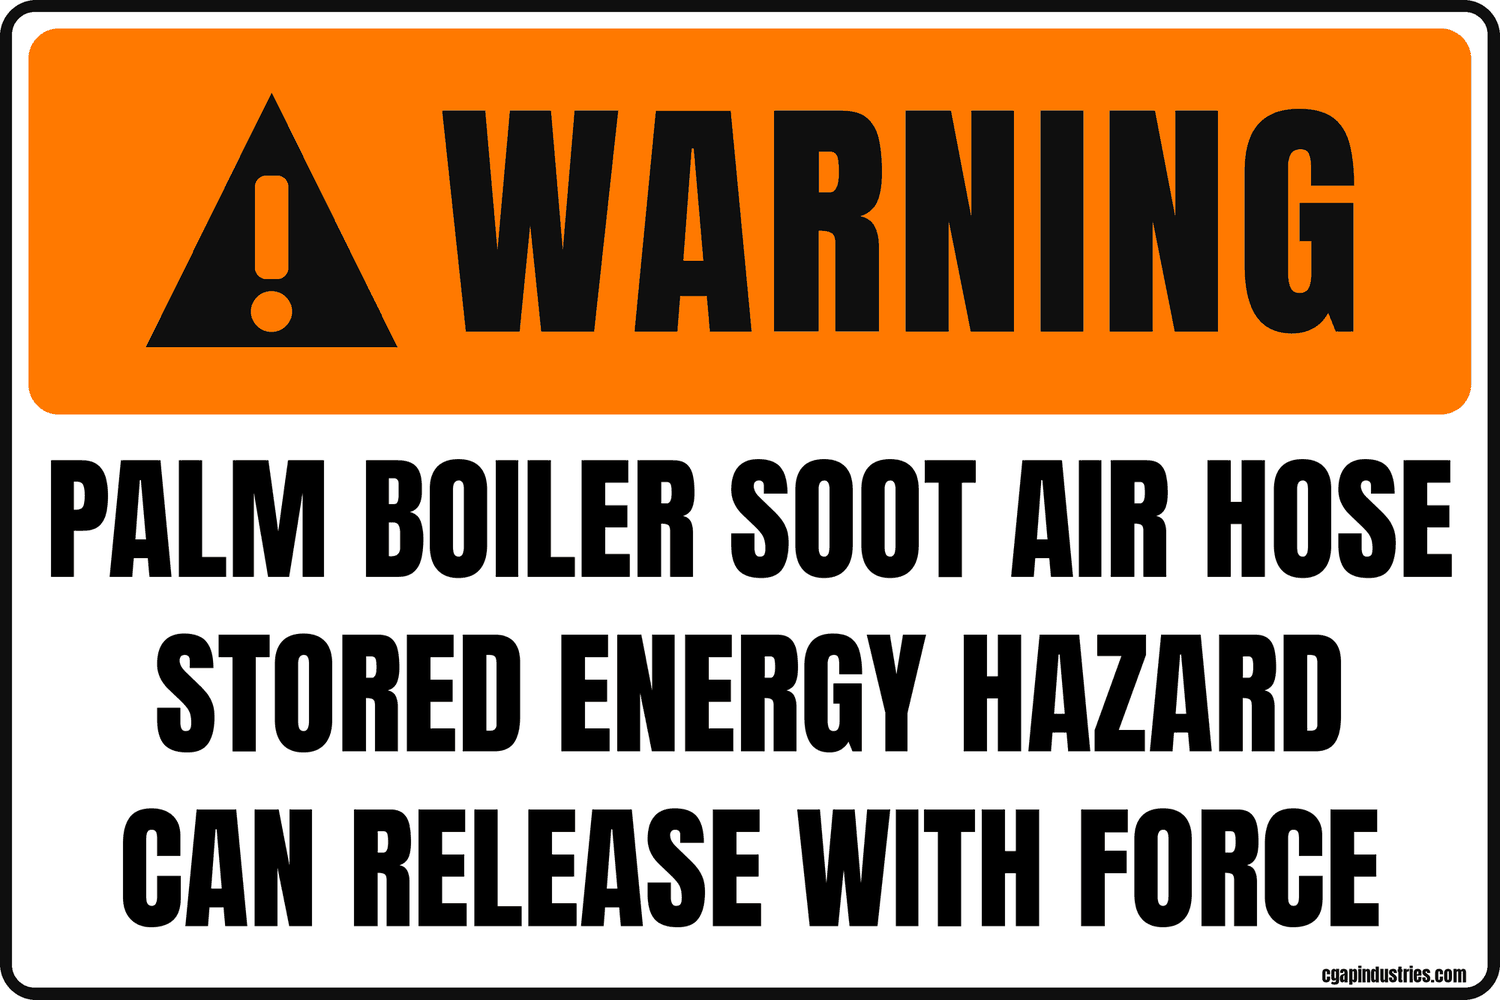 WARNING
PALM BOILER SOOT AIR HOSE
STORED ENERGY HAZARD
CAN RELEASE WITH FORCE
cgapindustries.com